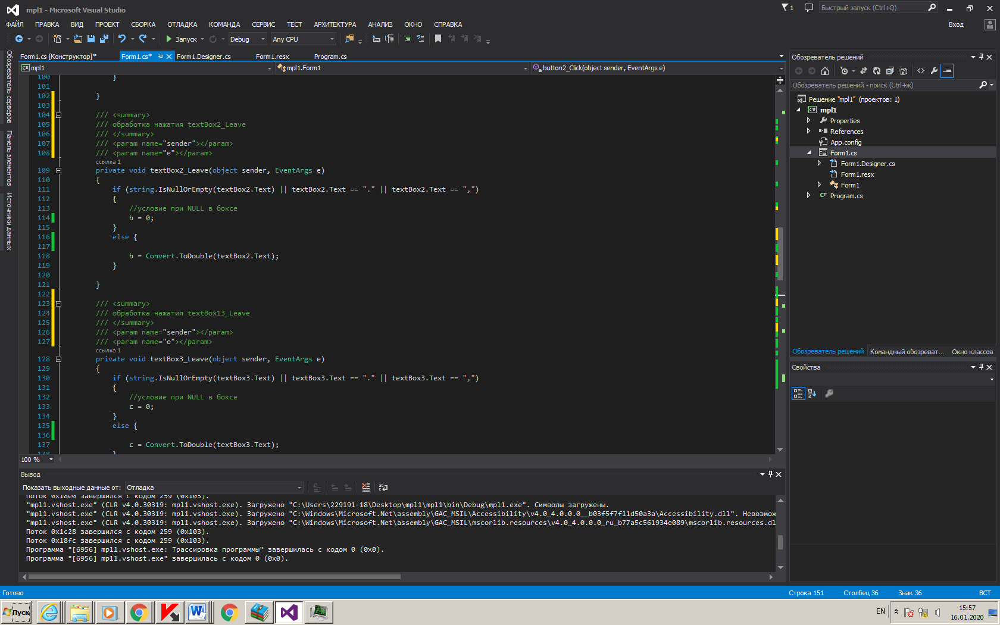 mpl1 - Microsoft Visual Studio
1
Быстрый запуск (Ctrl+Q)
ФАЙЛ ПРАВКА ВИД ПРОЕКТ СБОРКА ОТЛАДКА КОМАНДА СЕРВИС ТЕСТ АРХИТЕКТУРА АНАЛИЗ ОКНО СПРАВКА
Вход
Запуск Debug Any CPU
Обозреватель серверов
Панель элементов
Источники данных
Form1.cs [Конструктор]* Form1.cs* Form1.Designer.cs Form1.resx Program.cs
mpl1 mpl1.Form1 button2_Click(object sender, EventArgs e)
100 }
101
102 }
103
104 /// <summary>
105 /// обработка нажатия textBox2_Leave
106 /// </summary>
107 /// <param name="sender"></param>
108 /// <param name="e"></param>
ссылка 1
109 private void textBox2_Leave(object sender, EventArgs e)
110 {
111 if (string.IsNullOrEmpty(textBox2.Text) || textBox2.Text == "." || textBox2.Text == ",")
112 {
113 //условие при NULL в боксе
114 b = 0;
115 }
116 else {
117
118 b = Convert.ToDouble(textBox2.Text);
119 }
120
121 }
122
123 /// <summary>
124 /// обработка нажатия textBox13_Leave
125 /// </summary>
126 /// <param name="sender"></param>
127 /// <param name="e"></param>
ссылка 1
128 private void textBox3_Leave(object sender, EventArgs e)
129 {
130 if (string.IsNullOrEmpty(textBox3.Text) || textBox3.Text == "." || textBox3.Text == ",")
131 {
132 //условие при NULL в боксе
133 c = 0;
134 }
135 else {
136
137 c = Convert.ToDouble(textBox3.Text);
138 }
100 %
Вывод
Показать выходные данные от: Отладка
Поток 0x18e0 завершился с кодом 259 (0x103).
"mpl1.vshost.exe" (CLR v4.0.30319: mpl1.vshost.exe). Загружено "C:\Users\229191-18\Desktop\mpl1\mpl1\bin\Debug\mpl1.exe". Символы загружены.
"mpl1.vshost.exe" (CLR v4.0.30319: mpl1.vshost.exe). Загружено "C:\Windows\Microsoft.Net\assembly\GAC_MSIL\Accessibility\v4.0_4.0.0.0__b03f5f7f11d50a3a\Accessibility.dll". Невозмож
"mpl1.vshost.exe" (CLR v4.0.30319: mpl1.vshost.exe). Загружено "C:\Windows\Microsoft.Net\assembly\GAC_MSIL\mscorlib.resources\v4.0_4.0.0.0_ru_b77a5c561934e089\mscorlib.resources.dl
Поток 0x1c28 завершился с кодом 259 (0x103).
Поток 0x18fc завершился с кодом 259 (0x103).
Программа "[6956] mpl1.vshost.exe: Трассировка программы" завершилась с кодом 0 (0x0).
Программа "[6956] mpl1.vshost.exe" завершилась с кодом 0 (0x0).
Обозреватель решений
Обозреватель решений - поиск (Ctrl+ж)
Решение "mpl1" (проектов: 1)
mpl1
Properties
References
App.config
Form1.cs
Form1.Designer.cs
Form1.resx
Form1
Program.cs
Обозреватель решений Командный обозреват... Окно классов
Свойства
Готово Строка 151 Столбец 36 Знак 36 ВСТ
Пуск
EN
15:57
16.01.2020